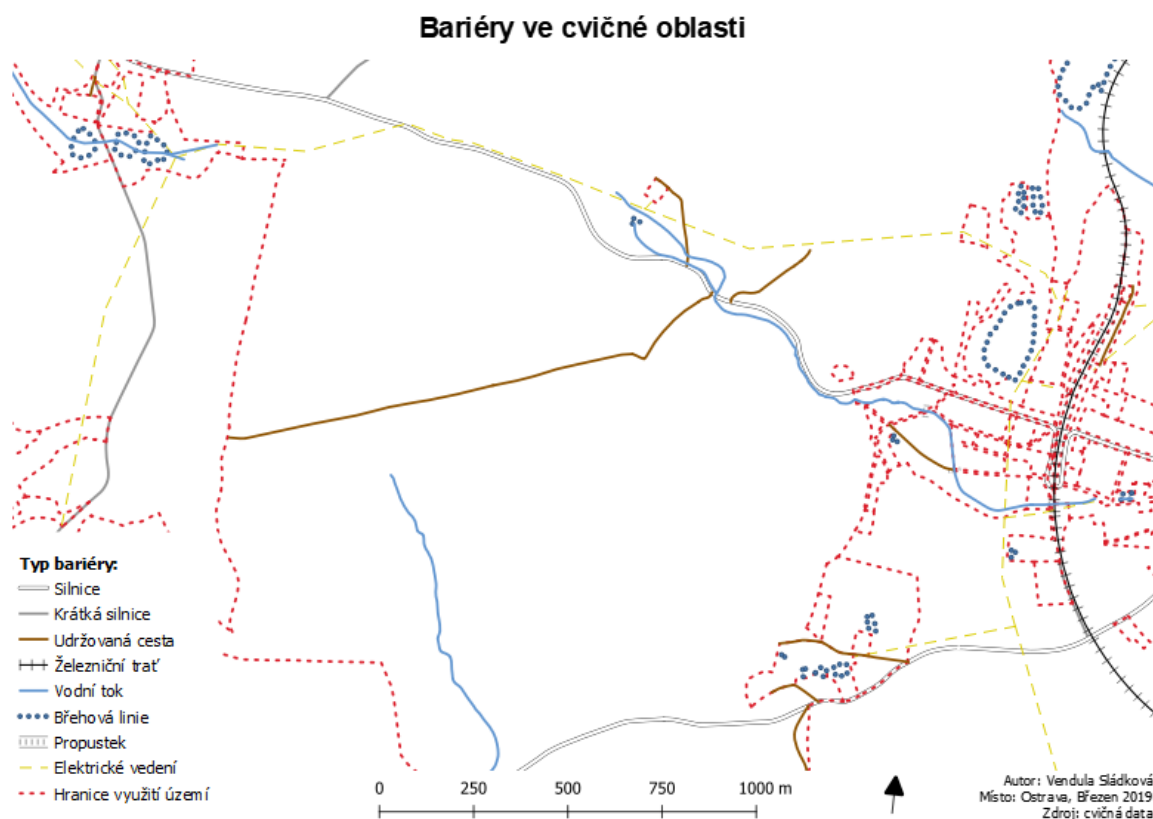 Bariéry ve cvičné oblasti
Typ bariéry:
Silnice
Krátká silnice
Udržovaná cesta
Železniční trať
Vodní tok
Břehová linie
Propustek
Elektrické vedení
Hranice využití území
0 250 500 750 1000 m
Autor: Vendula Sládková
Místo: Ostrava, Březen 2019
Zdroj: cvičná data